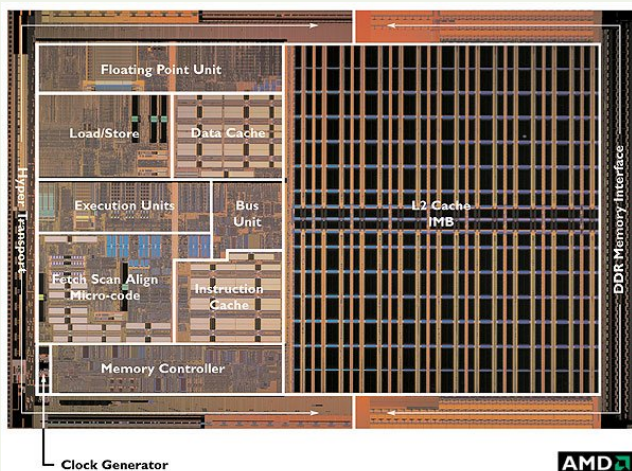 Floating Point Unit
Load/Store
Data Cache
Hyper Transport
Execution Units
Bus
Unit
L2 Cache
IMB
DDR Memory Interface
Fetch Scan Align
Micro-code
Instruction
Cache
Memory Controller
Clock Generator
AMD